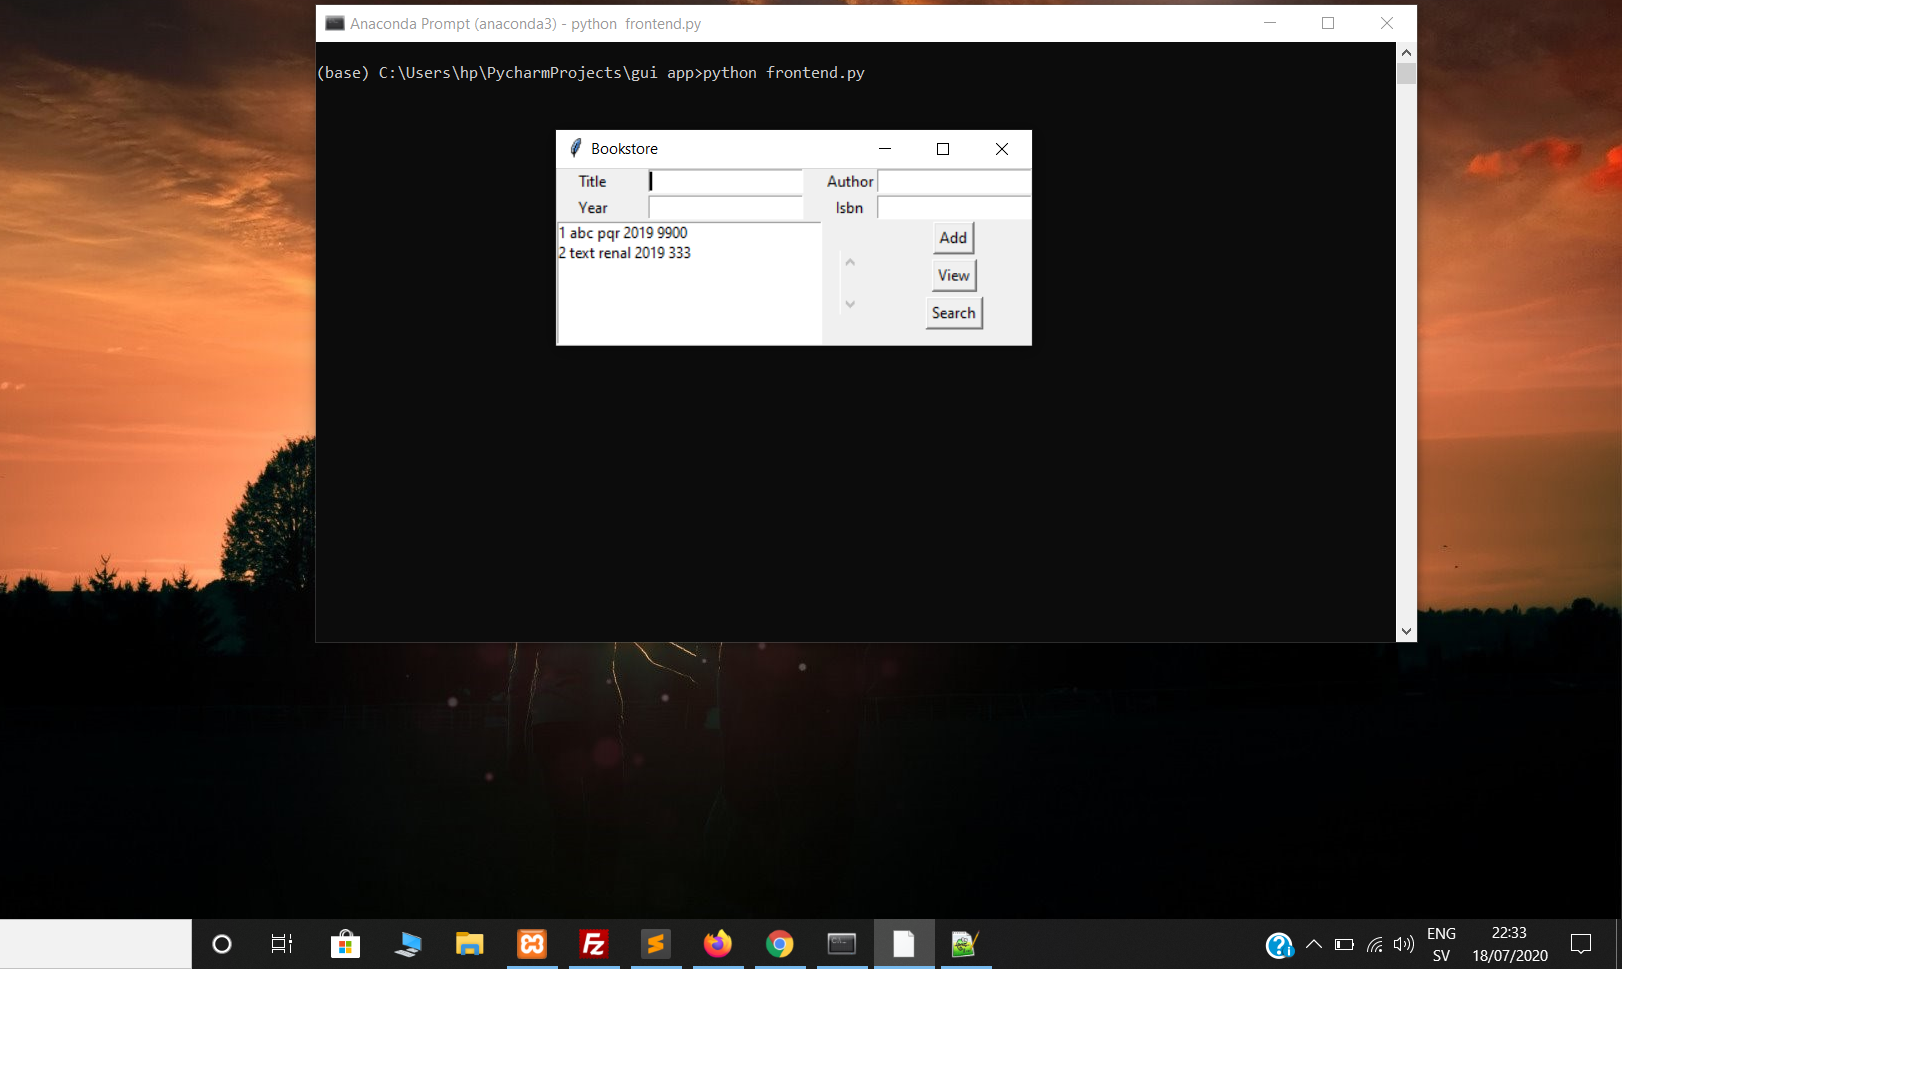 Anaconda Prompt (anaconda3) - python  frontend.py
(base) C:\Users\hp\PycharmProjects\gui app>python frontend.py
Bookstore
Title
Author
Year
Isbn
1 abc pqr 2019 9900
2 text renal 2019 333
Add
View
Search
ENG
SV
22:33
18/07/2020